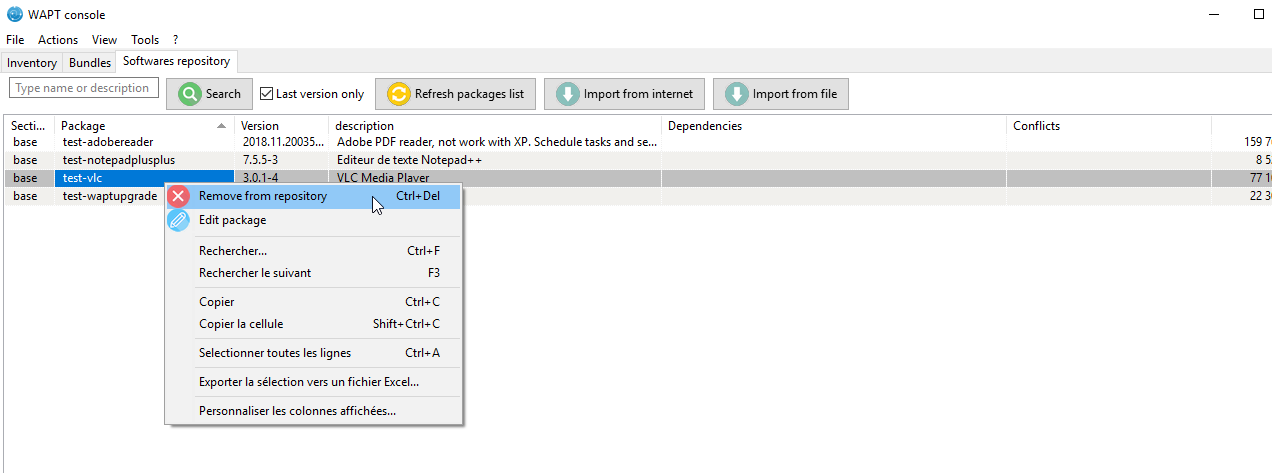 WAPT console
File Actions View Tools ?
Inventory Bundles Softwares repository
Type name or description Search Last version only Refresh packages list Import from internet Import from file
Secti... Package Version description Dependencies Conflicts
base test-adobereader 2018.11.20035... Adobe PDF reader, not work with XP. Schedule tasks and se... 159 7
base test-notepadplusplus 7.5.5-3 Editeur de texte Notepad++ 8 5
base test-vlc 3.0.1-4 VLC Media Player 77 1
base test-waptupgrade 22 3
Remove from repository Ctrl+Del
Edit package
Rechercher... Ctrl+F
Rechercher le suivant F3
Copier Ctrl+C
Copier la cellule Shift+Ctrl+C
Selectionner toutes les lignes Ctrl+A
Exporter la sélection vers un fichier Excel...
Personnaliser les colonnes affichées...